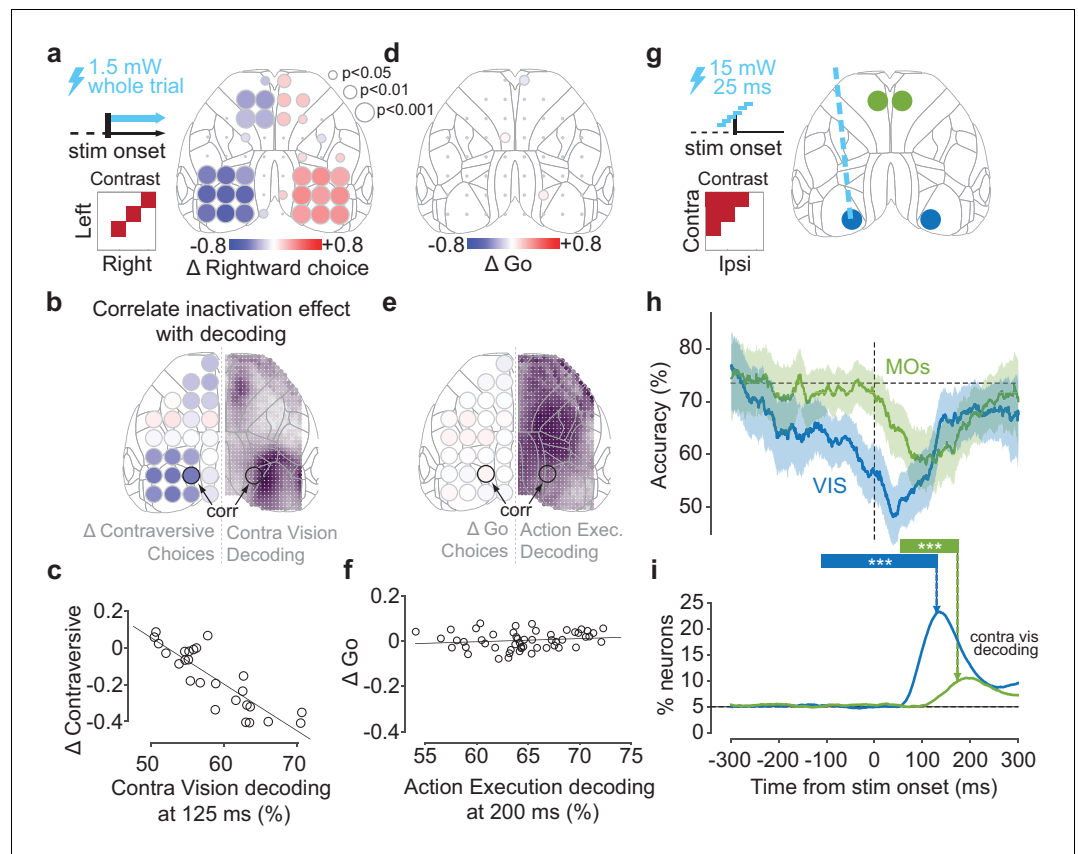 a
1.5 mW
whole trial
stim onset
Contrast
Left
Right
p<0.05
p<0.01
p<0.001
-0.8
+0.8
Δ Rightward choice
d
-0.8
+0.8
Δ Go
g
15 mW
25 ms
stim onset
Contrast
Contra
Ipsi
b
Correlate inactivation effect
with decoding
corr
Δ Contraversive
Choices
Contra Vision
Decoding
e
corr
Δ Go
Choices
Action Exec.
Decoding
h
80
70
60
50
Accuracy (%)
MOs
VIS
***
***
c
0.2
0
-0.2
-0.4
Δ Contraversive
50
60
70
Contra Vision decoding
at 125 ms (%)
f
0.2
0
-0.2
-0.4
Δ Go
55
60
65
70
75
Action Execution decoding
at 200 ms (%)
i
25
20
15
10
5
0
% neurons
contra vis
decoding
-300
-200
-100
0
100
200
300
Time from stim onset (ms)